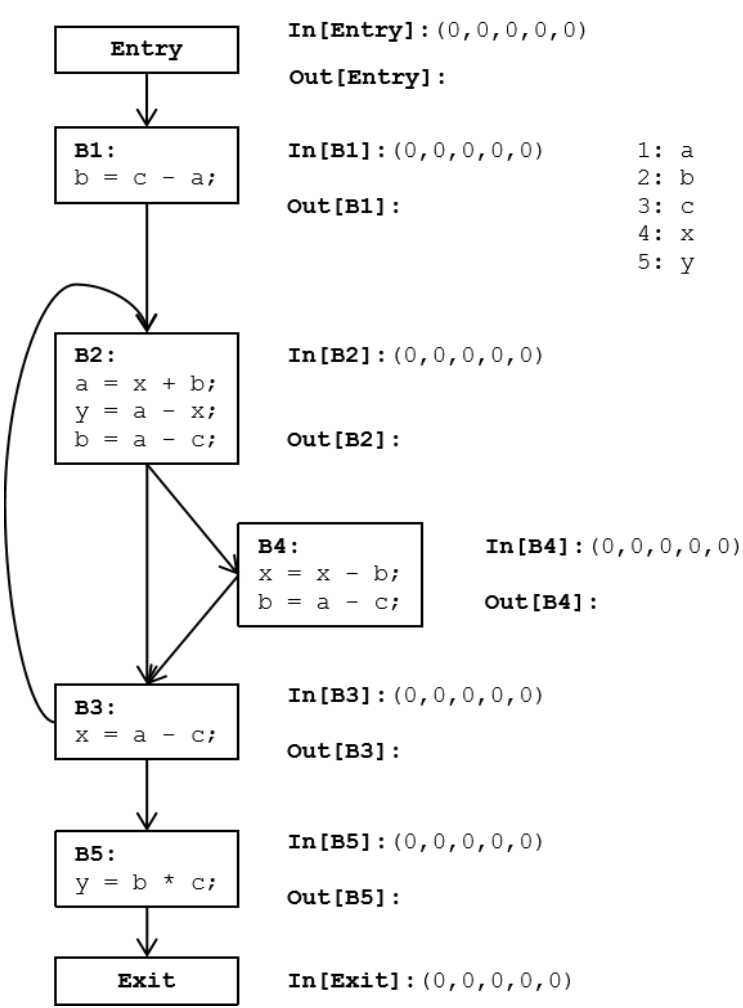 Entry
In[Entry]:(0,0,0,0,0)
Out[Entry]:
B1:
b = c - a;
In[B1]:(0,0,0,0,0)
Out[B1]:
1: a
2: b
3: c
4: x
5: y
B2:
a = x + b;
y = a - x;
b = a - c;
In[B2]:(0,0,0,0,0)
Out[B2]:
B4:
x = x - b;
b = a - c;
In[B4]:(0,0,0,0,0)
Out[B4]:
B3:
x = a - c;
In[B3]:(0,0,0,0,0)
Out[B3]:
B5:
y = b * c;
In[B5]:(0,0,0,0,0)
Out[B5]:
Exit
In[Exit]:(0,0,0,0,0)